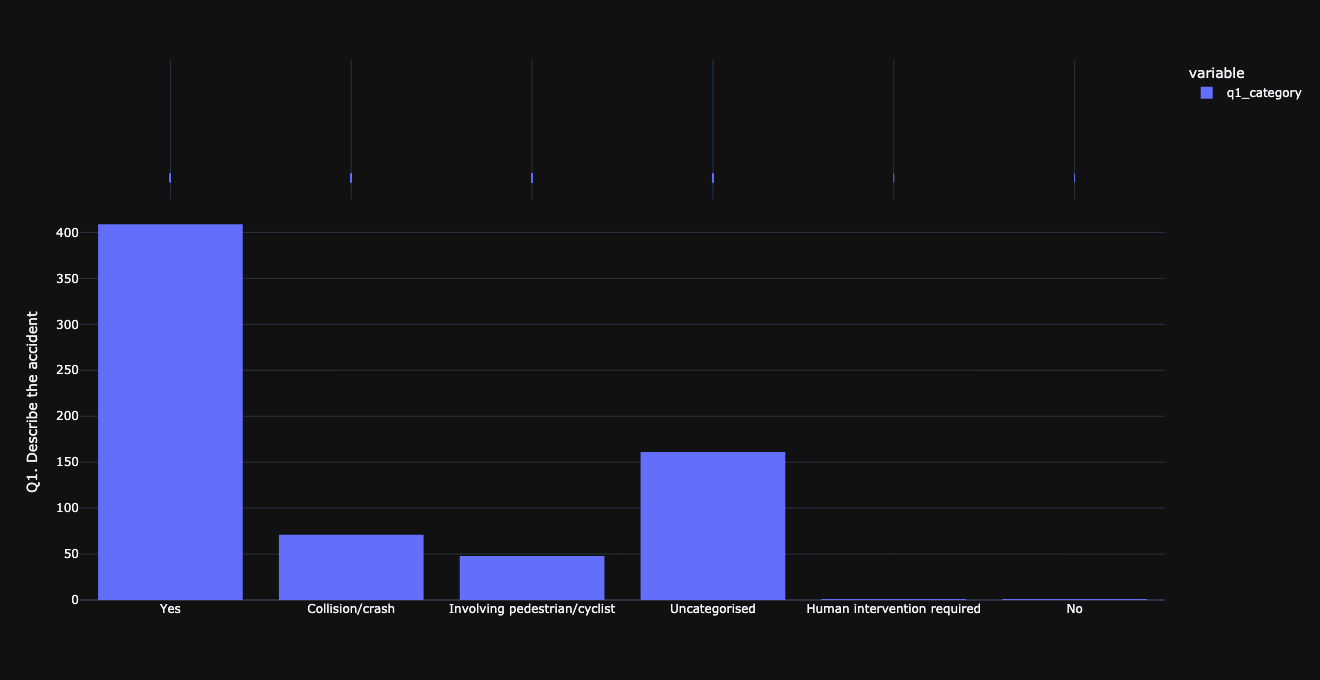 variable
q1_category
400
350
300
250
200
150
100
50
0
Q1. Describe the accident
Yes
Collision/crash
Involving pedestrian/cyclist
Uncategorised
Human intervention required
No